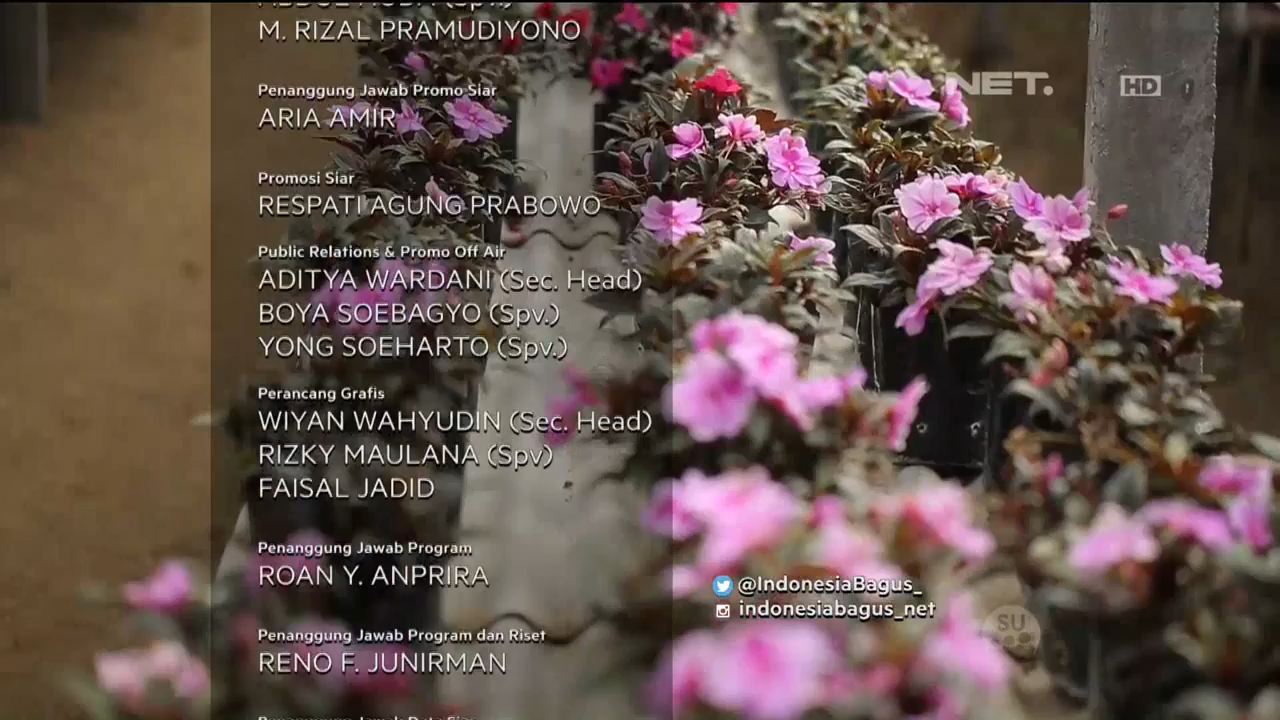 M. RIZAL PRAMUDIYONO
Penanggung Jawab Promo Siar
ARIA AMIR
Promosi Siar
RESPATI AGUNG PRABOWO
Public Relations & Promo Off Air
ADITYA WARDANI (Sec. Head)
BOYA SOEBAGYO (Spv.)
YONG SOEHARTO (Spv.)
Perancang Grafis
WIYAN WAHYUDIN (Sec. Head)
RIZKY MAULANA (Spv)
FAISAL JADID
Penanggung Jawab Program
ROAN Y. ANPRIRA
Penanggung Jawab Program dan Riset
RENO F. JUNIRMAN
NET.
HD
@IndonesiaBagus_
indonesiabagus_net
SU